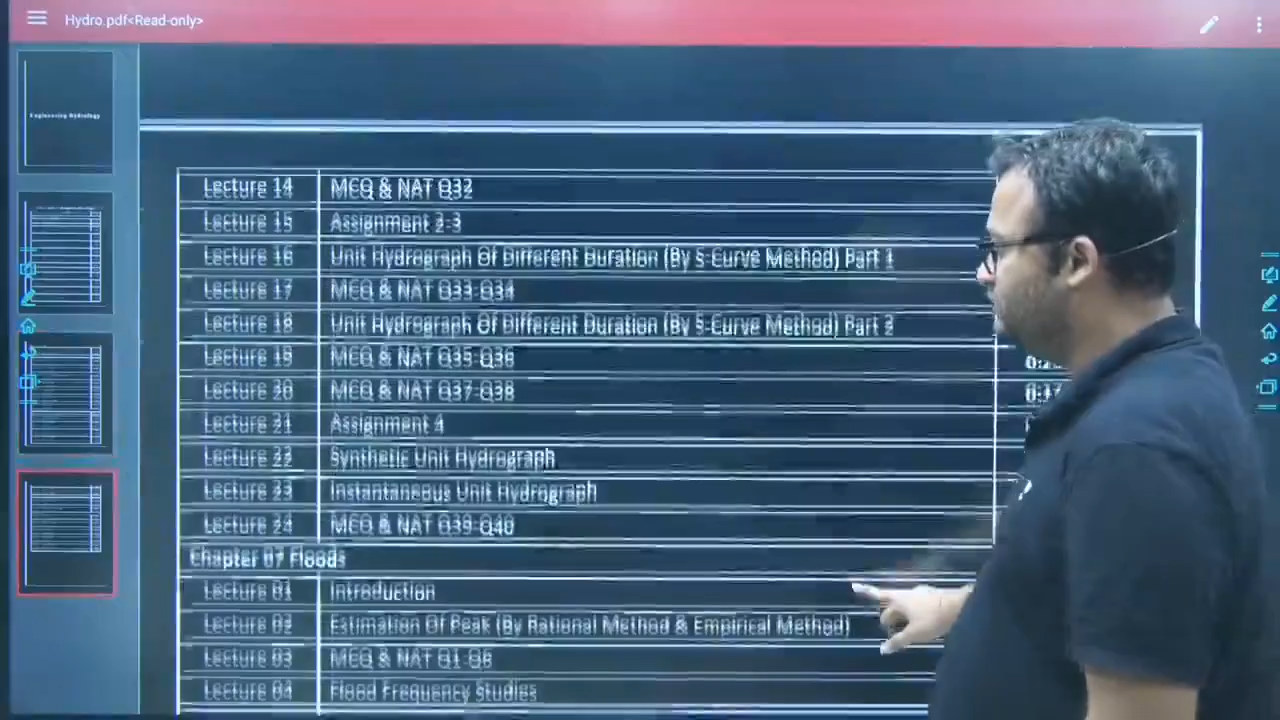 Hydro.pdf<Read-only>
Engineering Hydrology
Lecture 14 MCQ & NAT Q32
Lecture 15 Assignment 2-3
Lecture 16 Unit Hydrograph Of Different Duration (By S-Curve Method) Part 1
Lecture 17 MCQ & NAT Q33-Q34
Lecture 18 Unit Hydrograph Of Different Duration (By S-Curve Method) Part 2
Lecture 19 MCQ & NAT Q35-Q36
Lecture 20 MCQ & NAT Q37-Q38 0:17
Lecture 21 Assignment 4
Lecture 22 Synthetic Unit Hydrograph
Lecture 23 Instantaneous Unit Hydrograph
Lecture 24 MCQ & NAT Q39-Q40
Chapter 07 Floods
Lecture 01 Introduction
Lecture 02 Estimation Of Peak (By Rational Method & Empirical Method)
Lecture 03 MCQ & NAT Q1-Q6
Lecture 04 Flood Frequency Studies